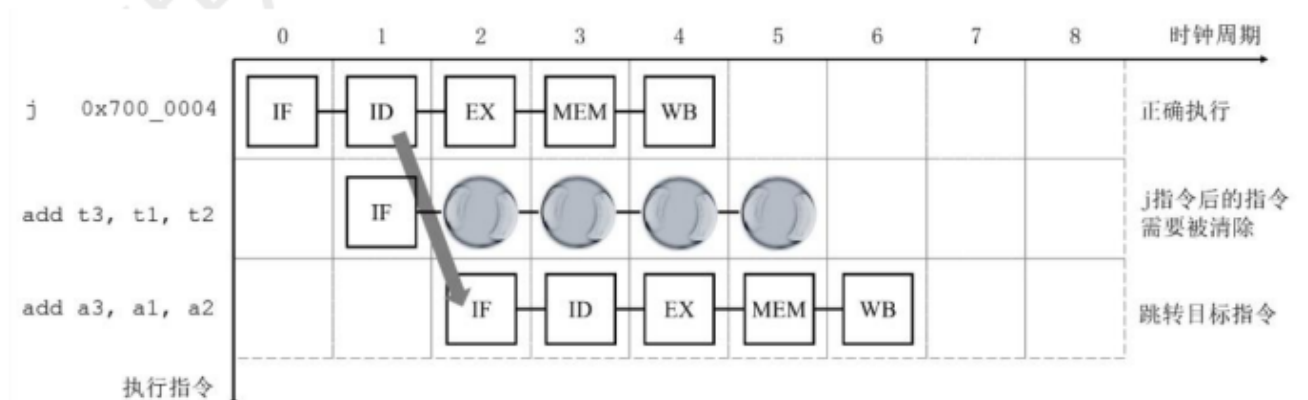 0 1 2 3 4 5 6 7 8 时钟周期
j 0x700_0004 IF ID EX MEM WB 正确执行
add t3, t1, t2 IF j指令后的指令
需要被清除
add a3, a1, a2 IF ID EX MEM WB 跳转目标指令
执行指令